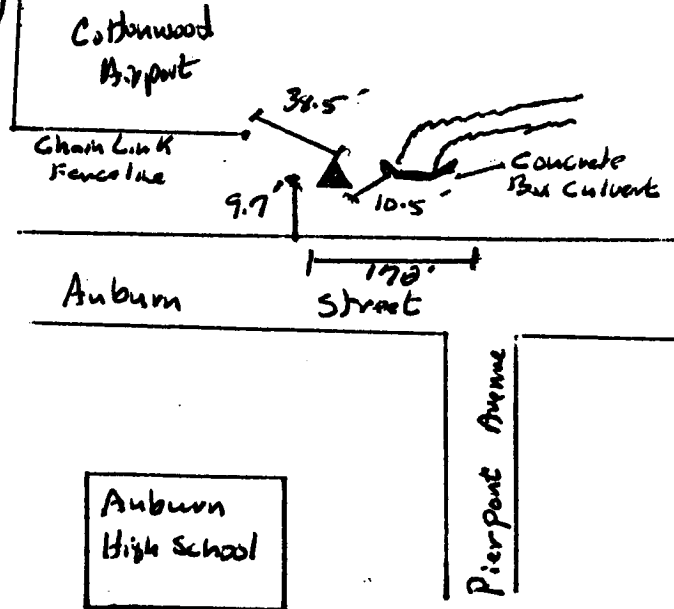 Cottonwood
Airport
38.5'
Chain Link
Fenceline
9.7'
10.5'
Concrete
Box Culvert
Auburn Street
Pierpont Avenue
Auburn
High School